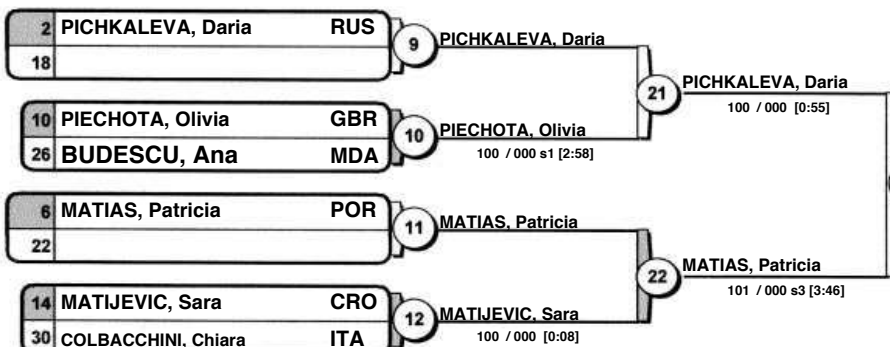 2 PICHKALEVA, Daria RUS
18
9
PICHKALEVA, Daria
10 PIECHOTA, Olivia GBR
26 BUDESCU, Ana MDA
10
PIECHOTA, Olivia
100 / 000 s1 [2:58]
21
PICHKALEVA, Daria
100 / 000 [0:55]
6 MATIAS, Patricia POR
22
11
MATIAS, Patricia
14 MATIJEVIC, Sara CRO
30 COLBACCHINI, Chiara ITA
12
MATIJEVIC, Sara
100 / 000 [0:08]
22
MATIAS, Patricia
101 / 000 s3 [3:46]